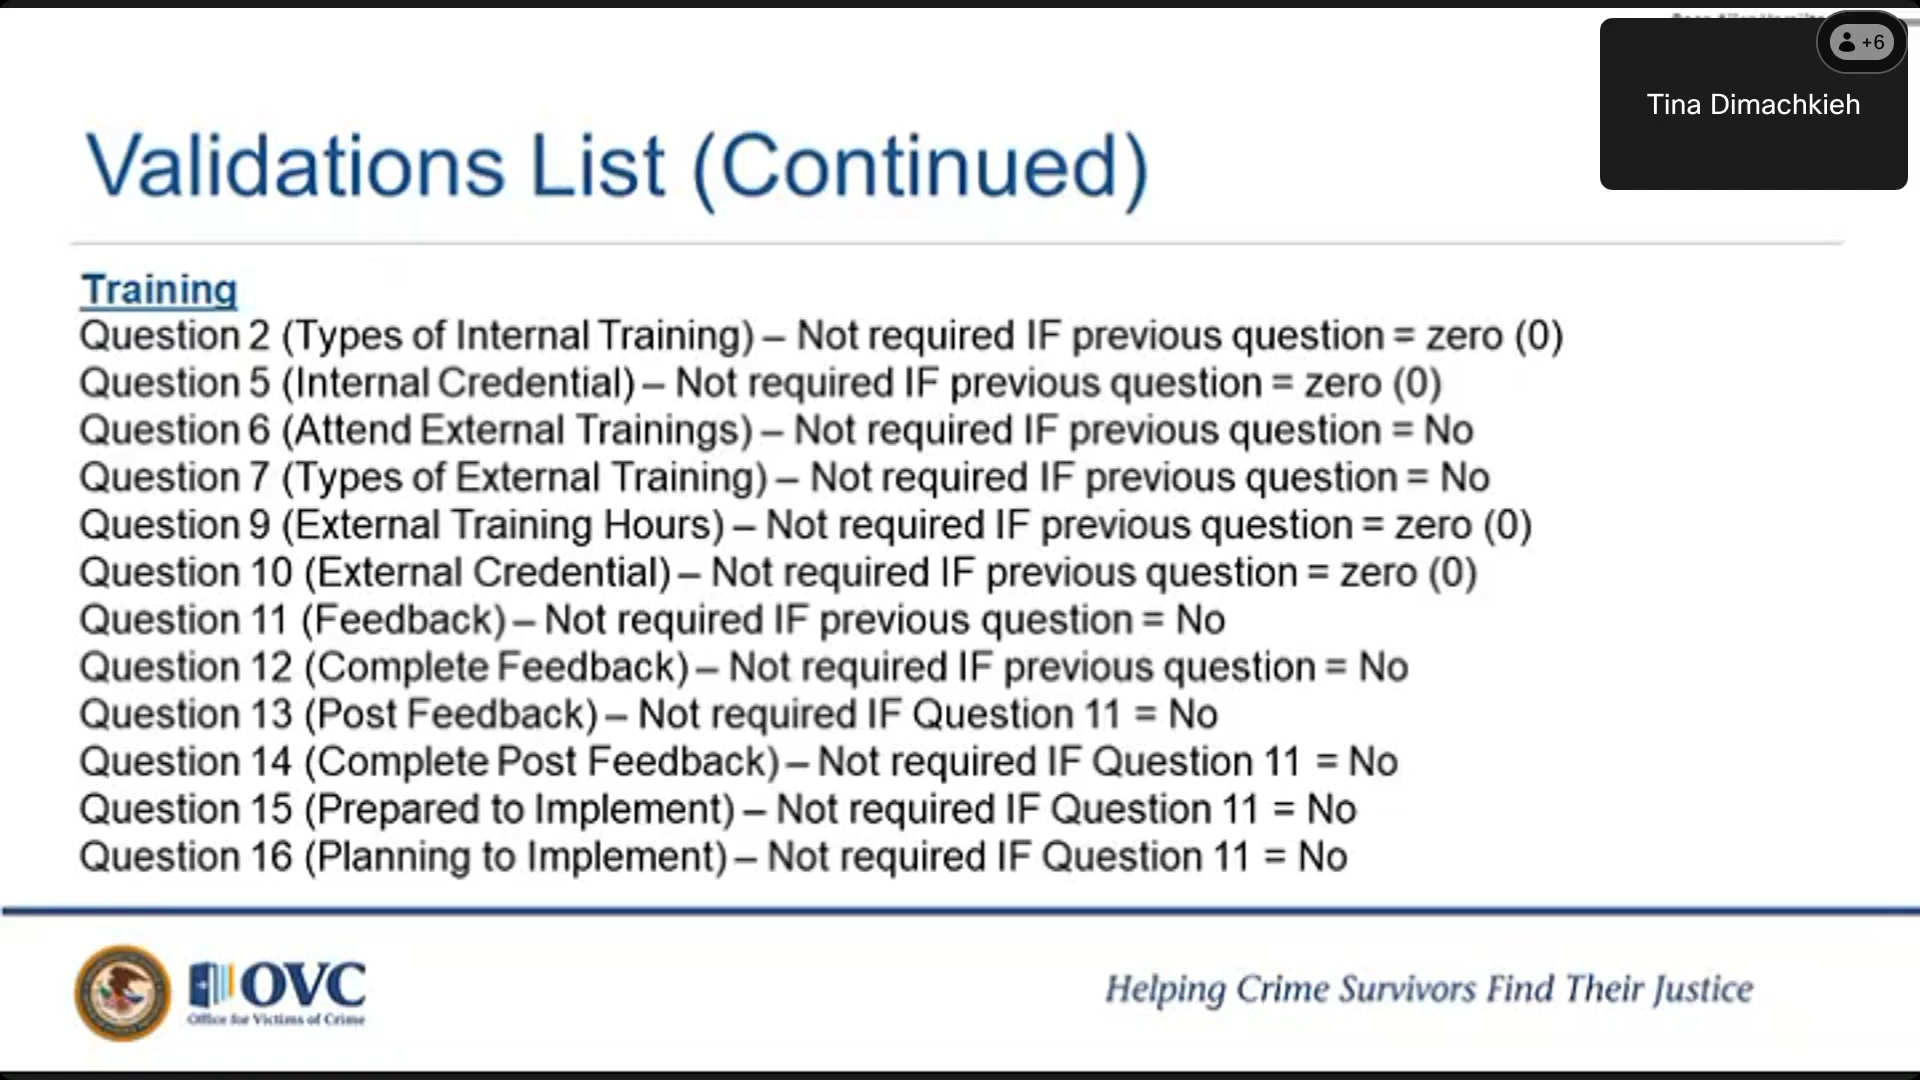 +6
Tina Dimachkieh
Validations List (Continued)
Training
Question 2 (Types of Internal Training) – Not required IF previous question = zero (0)
Question 5 (Internal Credential) – Not required IF previous question = zero (0)
Question 6 (Attend External Trainings) – Not required IF previous question = No
Question 7 (Types of External Training) – Not required IF previous question = No
Question 9 (External Training Hours) – Not required IF previous question = zero (0)
Question 10 (External Credential) – Not required IF previous question = zero (0)
Question 11 (Feedback) – Not required IF previous question = No
Question 12 (Complete Feedback) – Not required IF previous question = No
Question 13 (Post Feedback) – Not required IF Question 11 = No
Question 14 (Complete Post Feedback) – Not required IF Question 11 = No
Question 15 (Prepared to Implement) – Not required IF Question 11 = No
Question 16 (Planning to Implement) – Not required IF Question 11 = No
OVC
Office for Victims of Crime
Helping Crime Survivors Find Their Justice